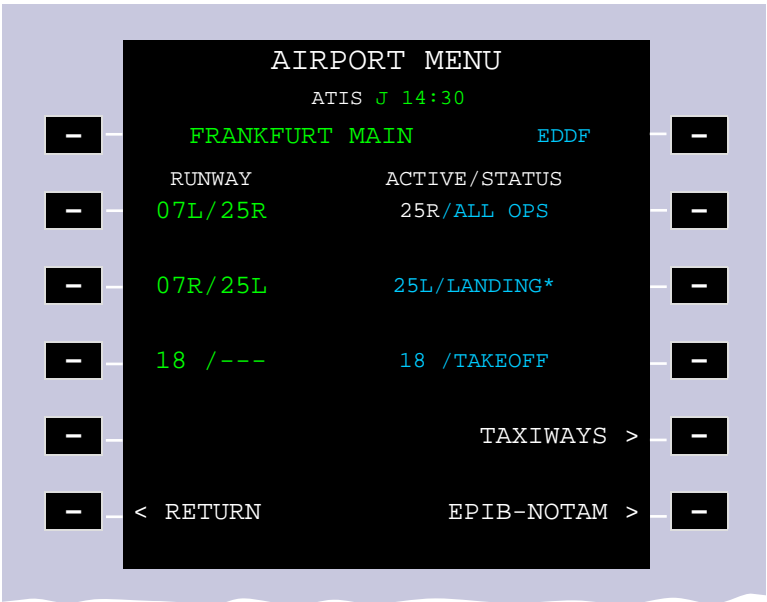 AIRPORT MENU
ATIS J 14:30
FRANKFURT MAIN EDDF
RUNWAY ACTIVE/STATUS
07L/25R 25R/ALL OPS
07R/25L 25L/LANDING*
18 /--- 18 /TAKEOFF
TAXIWAYS >
< RETURN EPIB-NOTAM >